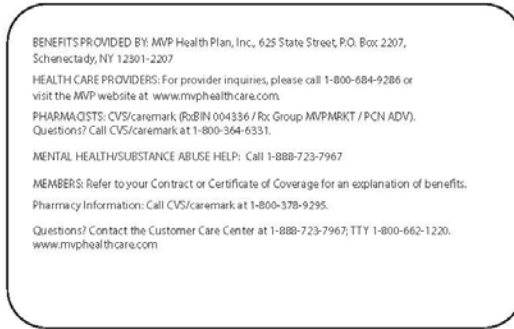 BENEFITS PROVIDED BY: MVP Health Plan, Inc., 625 State Street, P.O. Box 2207,
Schenectady, NY 12301-2207
HEALTH CARE PROVIDERS: For provider inquiries, please call 1-800-684-9286 or
visit the MVP website at www.mvphealthcare.com.
PHARMACISTS: CVS/caremark (RxBIN 004336 / Rx Group MVPMRKT / PCN ADV).
Questions? Call CVS/caremark at 1-800-364-6331.
MENTAL HEALTH/SUBSTANCE ABUSE HELP: Call 1-888-723-7967
MEMBERS: Refer to your Contract or Certificate of Coverage for an explanation of benefits.
Pharmacy Information: Call CVS/caremark at 1-800-378-9295.
Questions? Contact the Customer Care Center at 1-888-723-7967; TTY 1-800-662-1220.
www.mvphealthcare.com